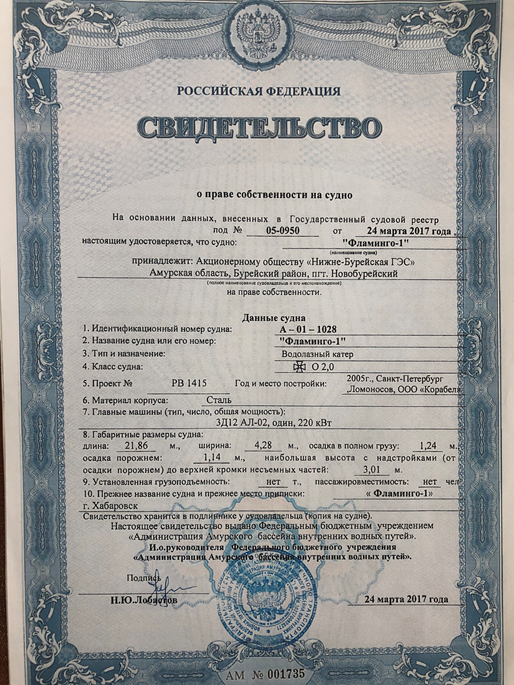 РОССИЙСКАЯ ФЕДЕРАЦИЯ
СВИДЕТЕЛЬСТВО
о праве собственности на судно
На основании данных, внесенных в Государственный судовой реестр
под № 05-0950 от 24 марта 2017 года ,
настоящим удостоверяется, что судно: "Фламинго-1"
(наименование судна)
принадлежит: Акционерному обществу «Нижне-Бурейская ГЭС»
Амурская область, Бурейский район, пгт. Новобурейский
(полное наименование судовладельца и его местонахождение)
на праве собственности.
Данные судна
1. Идентификационный номер судна: А – 01 – 1028
2. Название судна или его номер: "Фламинго-1"
3. Тип и назначение: Водолазный катер
4. Класс судна: О 2,0
5. Проект № РВ 1415 Год и место постройки: 2005г., Санкт-Петербург
Ломоносов, ООО «Корабел»
6. Материал корпуса: Сталь
7. Главные машины (тип, число, общая мощность):
3Д12 АЛ-02, один, 220 кВт
8. Габаритные размеры судна:
длина: 21,86 м., ширина: 4,28 м., осадка в полном грузу: 1,24 м.
осадка порожнем: 1,14 м., наибольшая высота с надстройками (от
осадки порожнем) до верхней кромки несъемных частей: 3,01 м.
9. Установленная грузоподъемность: нет т., пассажировместимость: нет чел
10. Прежнее название судна и прежнее место приписки: « Фламинго-1»
г. Хабаровск
Свидетельство хранится в подлиннике у судовладельца (копия на судне).
Настоящее свидетельство выдано Федеральным бюджетным учреждением
«Администрация Амурского бассейна внутренних водных путей».
И.о.руководителя Федерального бюджетного учреждения
«Администрация Амурского бассейна внутренних водных путей».
Подпись
Н.Ю.Лобастов 24 марта 2017 года
АМ № 001735